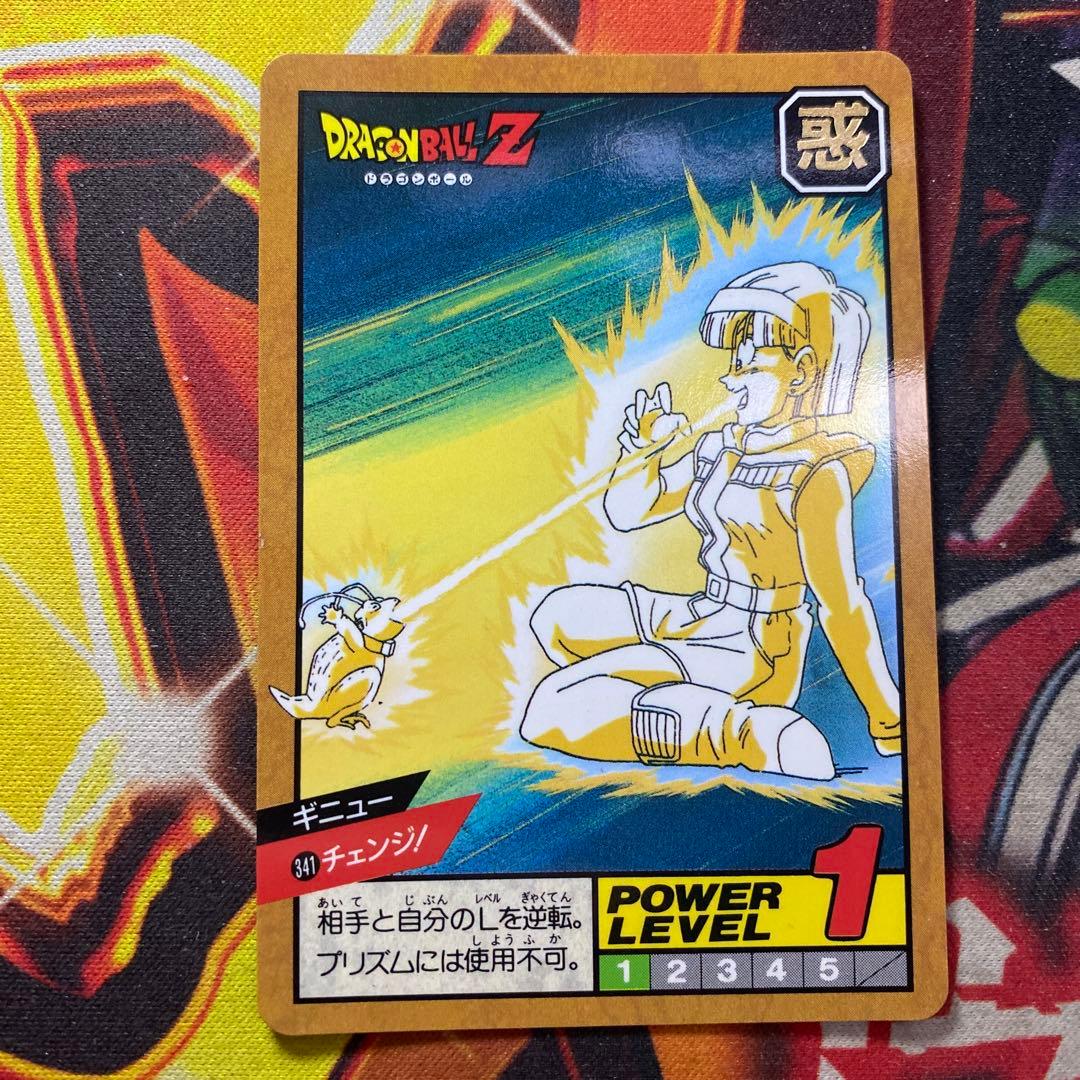 DRAGON BALL Z
ドラゴンボール
惑
ギニュー
341 チェンジ!
あいて じぶん レベル ぎゃくてん
相手と自分のLを逆転。
しようふか
プリズムには使用不可。
POWER LEVEL 1
1 2 3 4 5